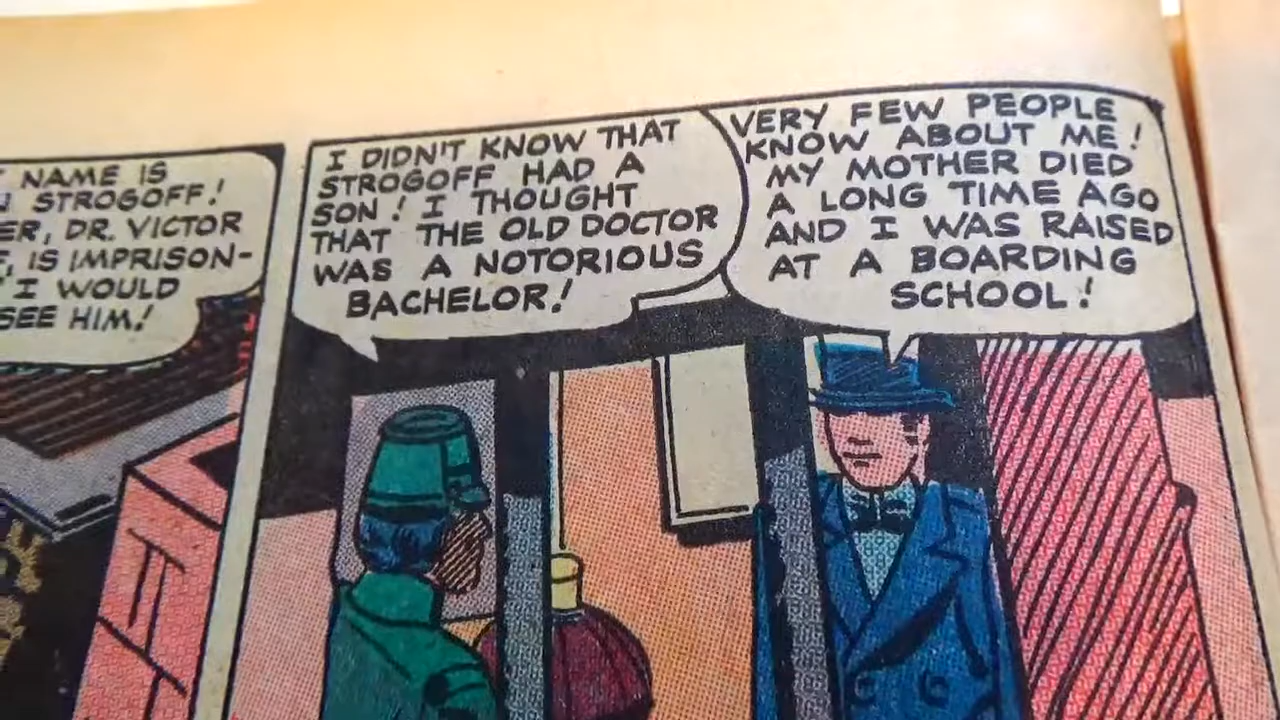 NAME IS
STROGOFF!
DR. VICTOR
IS IMPRISON-
I WOULD
SEE HIM!
I DIDN'T KNOW THAT
STROGOFF HAD A
SON! I THOUGHT
THAT THE OLD DOCTOR
WAS A NOTORIOUS
BACHELOR!
VERY FEW PEOPLE
KNOW ABOUT ME!
MY MOTHER DIED
A LONG TIME AGO
AND I WAS RAISED
AT A BOARDING
SCHOOL!